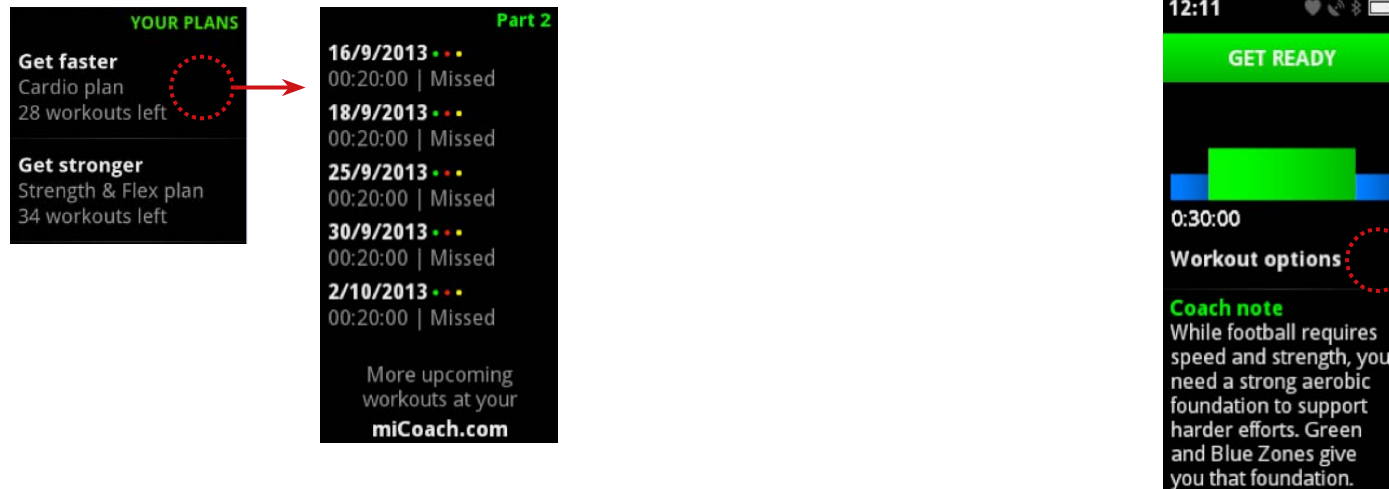 YOUR PLANS
Get faster
Cardio plan
28 workouts left
Get stronger
Strength & Flex plan
34 workouts left
Part 2
16/9/2013
00:20:00 | Missed
18/9/2013
00:20:00 | Missed
25/9/2013
00:20:00 | Missed
30/9/2013
00:20:00 | Missed
2/10/2013
00:20:00 | Missed
More upcoming
workouts at your
miCoach.com
12:11
GET READY
0:30:00
Workout options
Coach note
While football requires
speed and strength, you
need a strong aerobic
foundation to support
harder efforts. Green
and Blue Zones give
you that foundation.